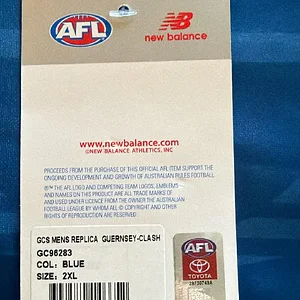 AFL
new balance
www.newbalance.com
©NEW BALANCE ATHLETICS, INC
PROCEEDS FROM THE PURCHASE OF THIS OFFICIAL AFL ITEM SUPPORT THE
ONGOING DEVELOPMENT AND GROWTH OF AUSTRALIAN RULES FOOTBALL.
®™ THE AFL LOGO AND COMPETING TEAM LOGOS, EMBLEMS
AND NAMES ON THIS PRODUCT ARE ALL TRADE MARKS OF
AND USED UNDER LICENCE FROM THE OWNER THE AUSTRALIAN
FOOTBALL LEAGUE BY WHOM ALL © COPYRIGHT AND OTHER
RIGHTS OF REPRODUCTION ARE RESERVED.
GCS MENS REPLICA GUERNSEY-CLASH
GC96283
COL: BLUE
SIZE: 2XL
AFL
TOYOTA